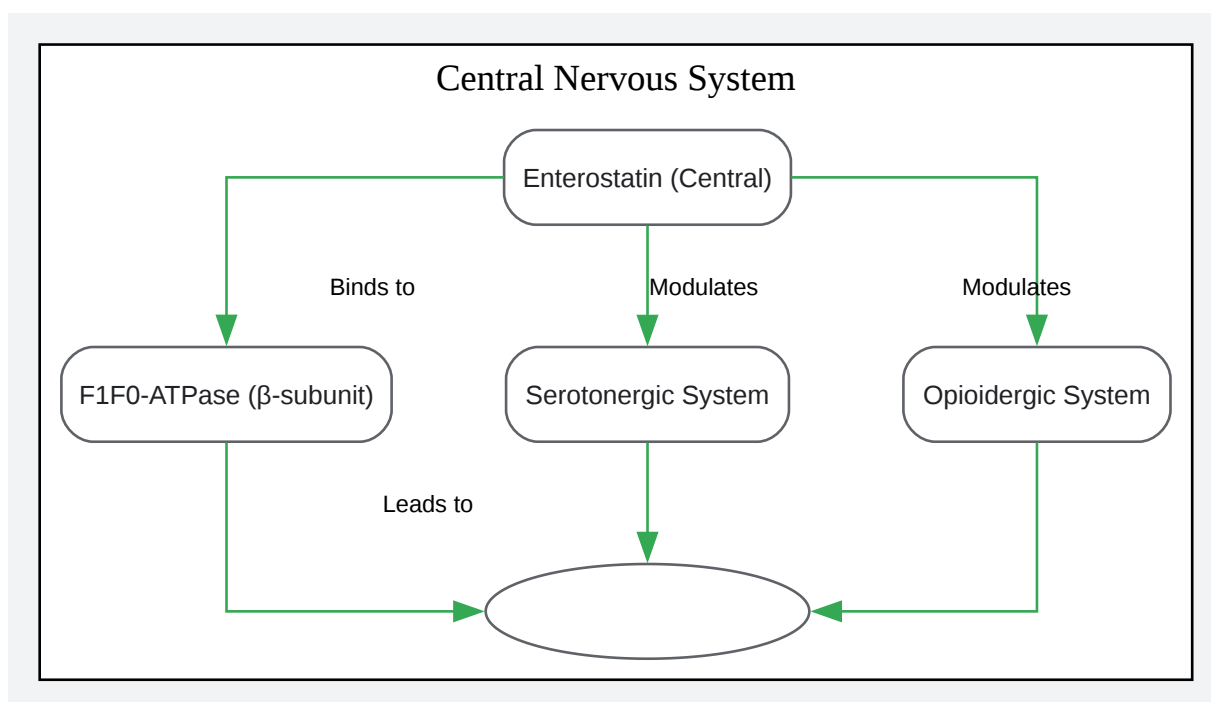 Central Nervous System
Enterostatin (Central)
Binds to
Modulates
Modulates
F1F0-ATPase (β-subunit)
Serotonergic System
Opioidergic System
Leads to